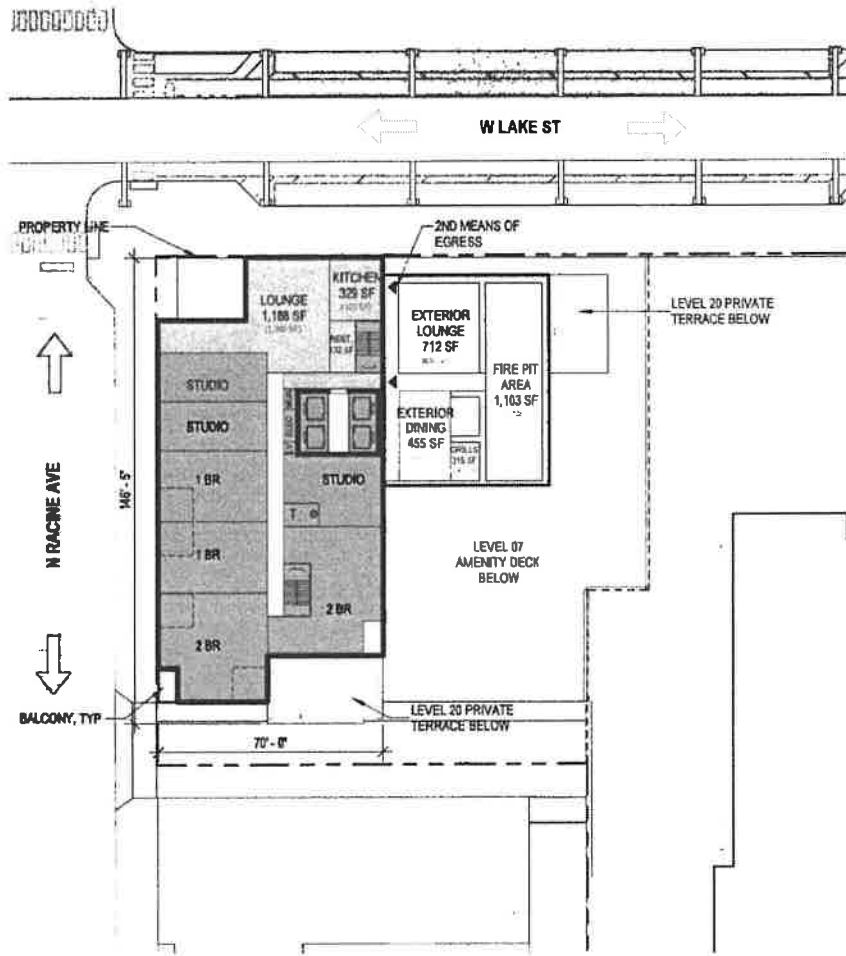 W LAKE ST
PROPERTY LINE
2ND MEANS OF
EGRESS
KITCHEN
329 SF
LOUNGE
1,188 SF
EXTERIOR
LOUNGE
712 SF
LEVEL 20 PRIVATE
TERRACE BELOW
FIRE PIT
AREA
1,103 SF
STUDIO
STUDIO
EXTERIOR
DINING
455 SF
GRILLS
1 BR
STUDIO
T
N RACINE AVE
146' - 5"
1 BR
LEVEL 07
AMENITY DECK
BELOW
2 BR
2 BR
BALCONY, TYP
LEVEL 20 PRIVATE
TERRACE BELOW
70' - 0"